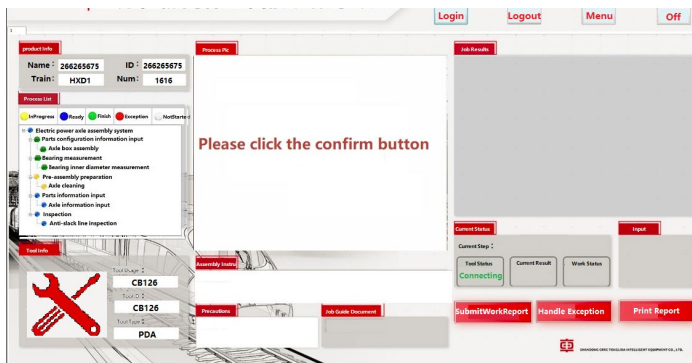 Login
Logout
Menu
Off
product Info
Name: 266265675
ID: 266265675
Train: HXD1
Num: 1616
Process List
InProgress
Ready
Finish
Exception
NotStarted
Electric power axle assembly system
Parts configuration information input
Axle box assembly
Bearing measurement
Bearing inner diameter measurement
Pre-assembly preparation
Axle cleaning
Parts information input
Axle information input
Inspection
Anti-slack line inspection
Tool Info
Tool Usage:
CB126
Tool ID:
CB126
Tool Type:
PDA
Process Pic
Please click the confirm button
Assembly Instru
Precautions
Job Guide Document
Job Results
Current Status
Current Step:
Tool Status
Connecting
Current Result
Work Status
Input
SubmitWorkReport
Handle Exception
Print Report